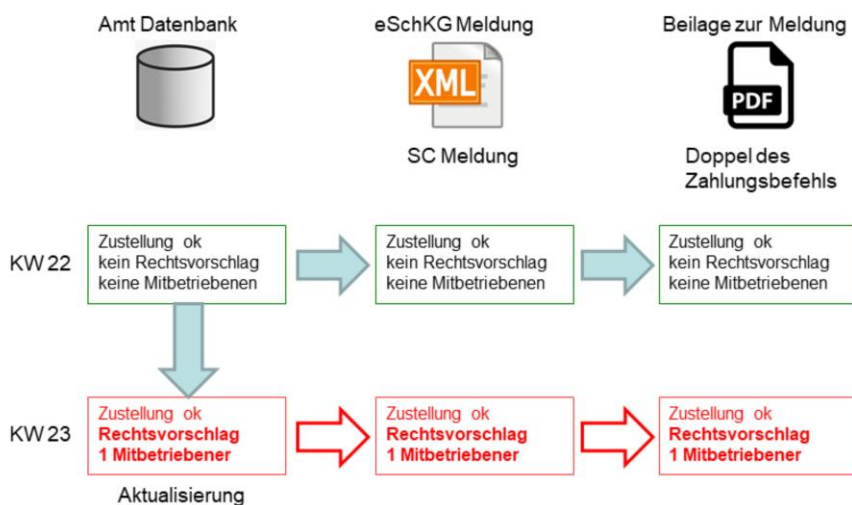 Amt Datenbank
eSchKG Meldung
Beilage zur Meldung
XML
PDF
SC Meldung
Doppel des
Zahlungsbefehls
KW 22
Zustellung ok
kein Rechtsvorschlag
keine Mitbetriebenen
Zustellung ok
kein Rechtsvorschlag
keine Mitbetriebenen
Zustellung ok
kein Rechtsvorschlag
keine Mitbetriebenen
KW 23
Zustellung ok
Rechtsvorschlag
1 Mitbetriebener
Zustellung ok
Rechtsvorschlag
1 Mitbetriebener
Zustellung ok
Rechtsvorschlag
1 Mitbetriebener
Aktualisierung